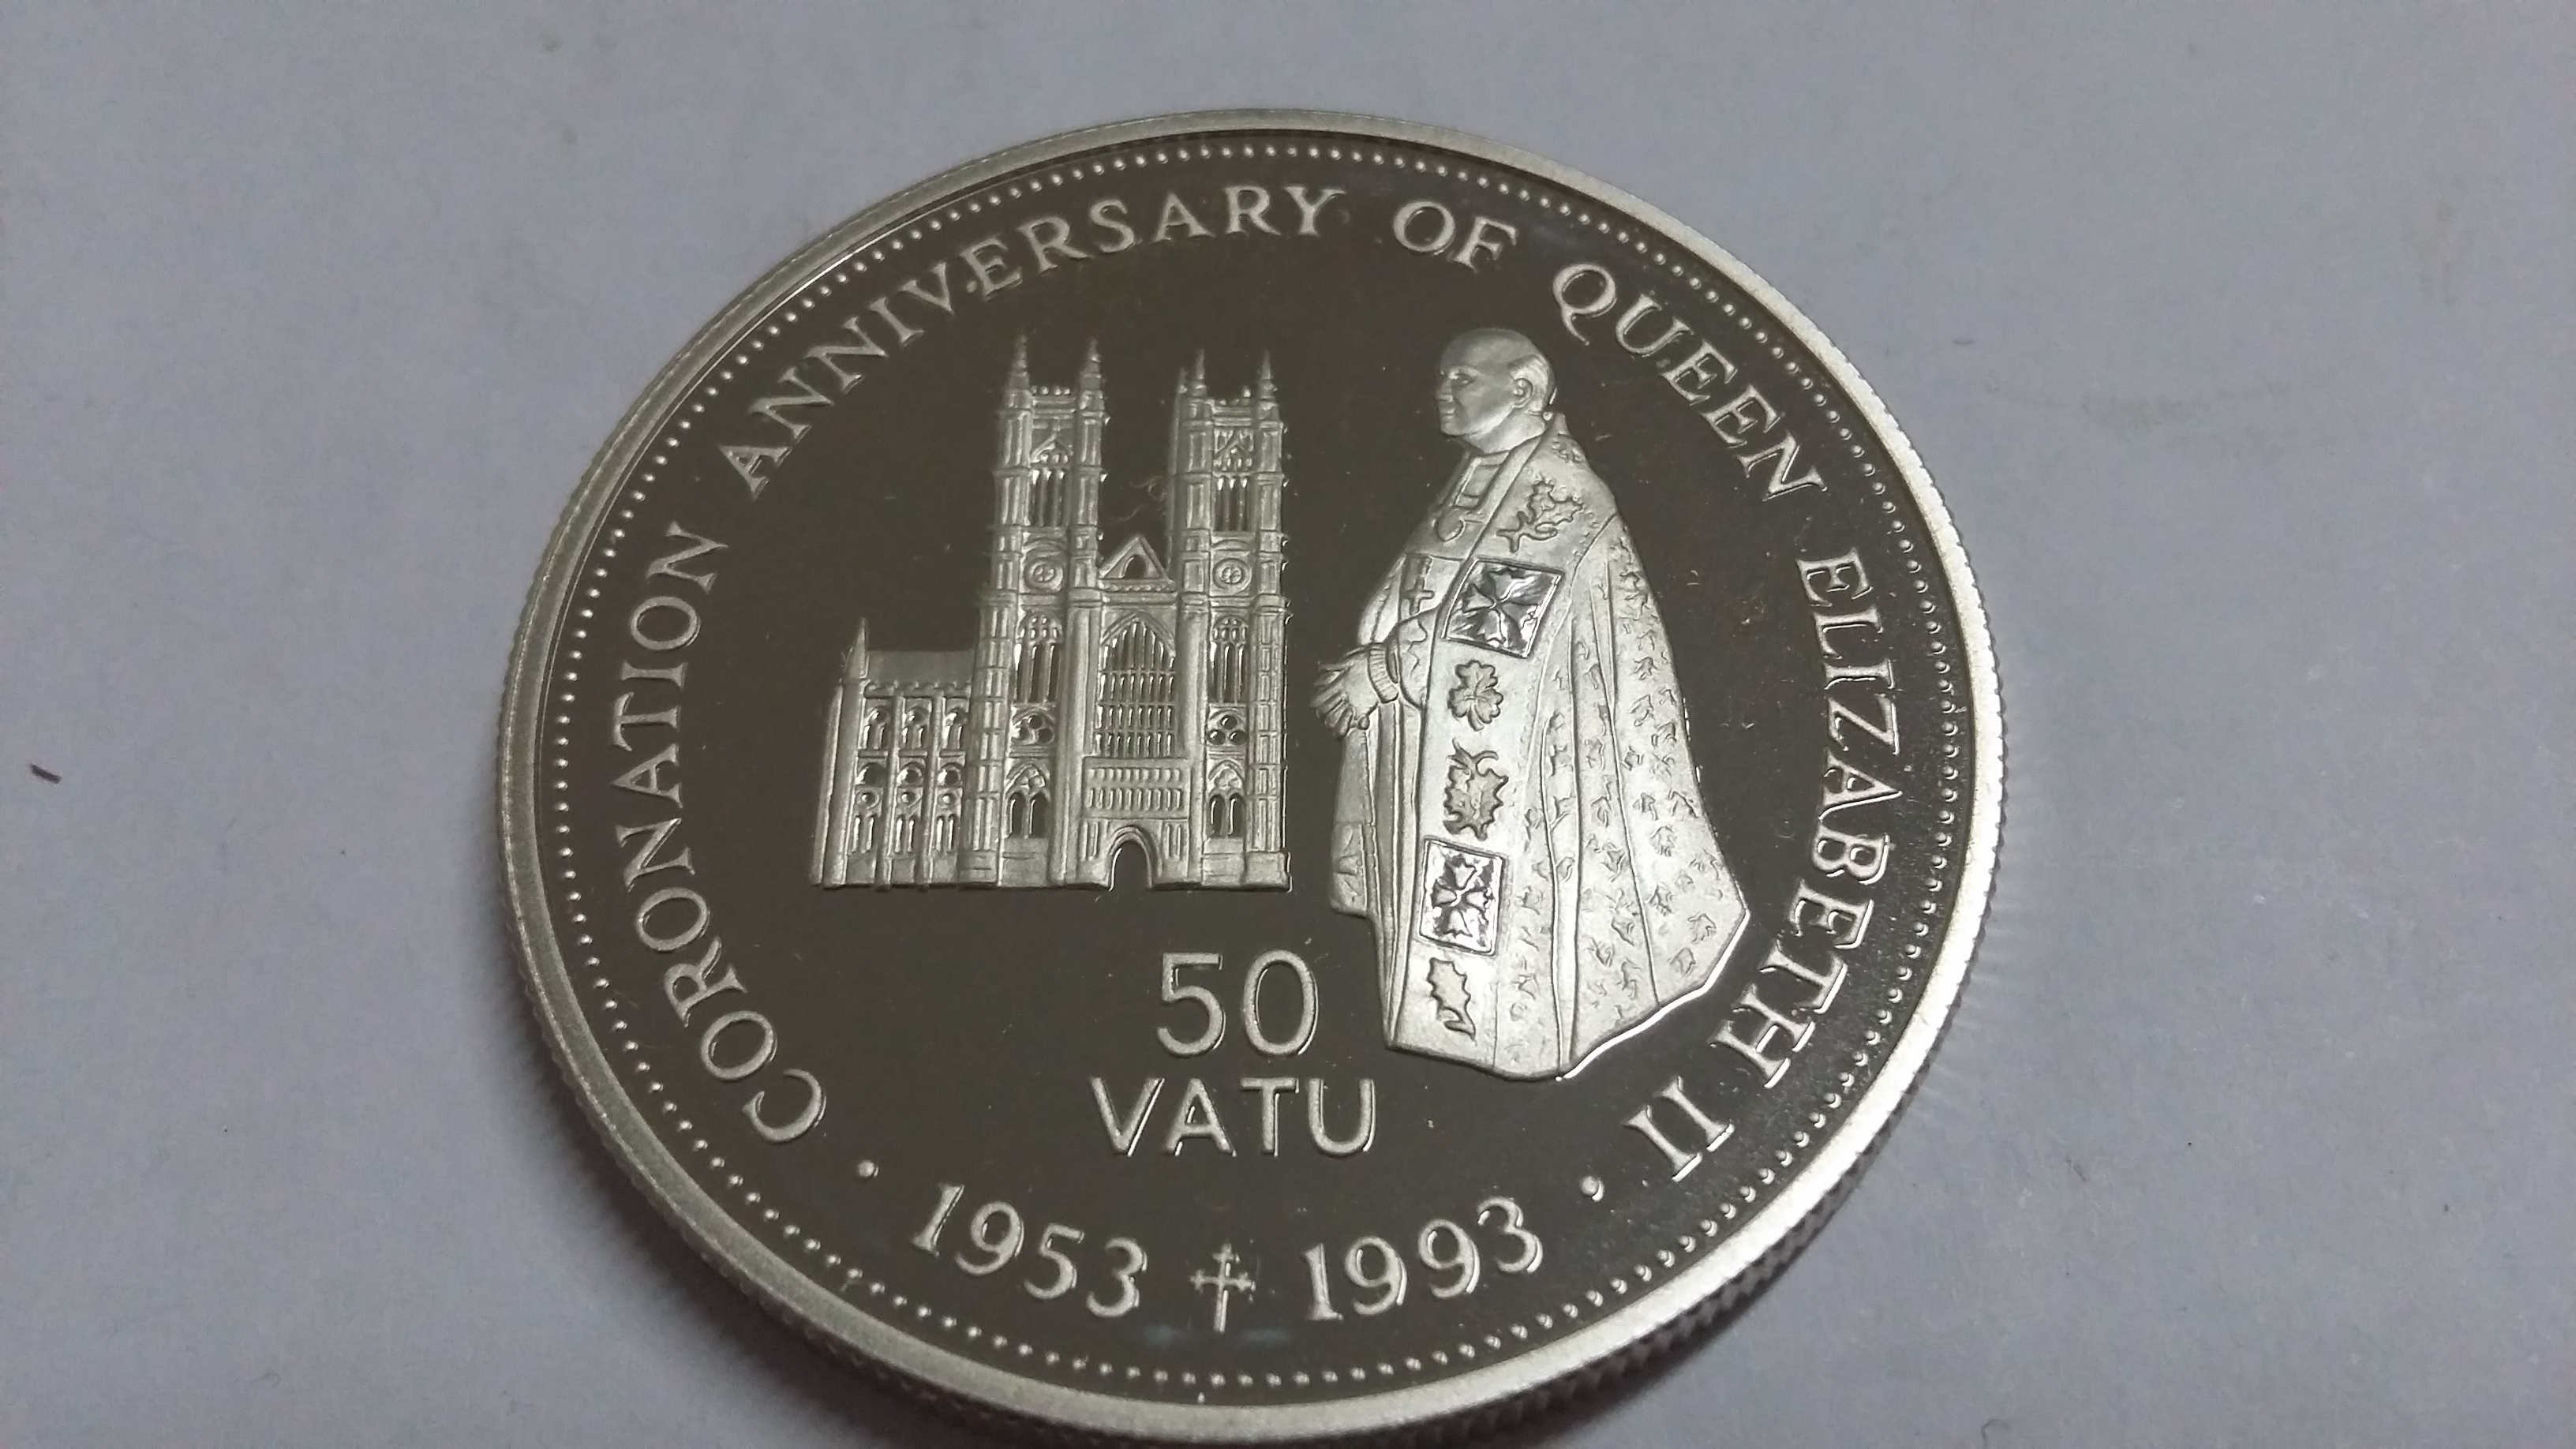 CORONATION ANNIVERSARY OF QUEEN ELIZABETH II
50
VATU
· 1953 ‡ 1993 ·